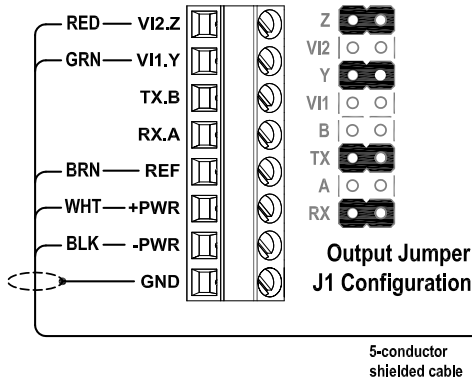 RED VI2.Z
GRN VI1.Y
TX.B
RX.A
BRN REF
WHT +PWR
BLK -PWR
GND
Z
VI2
Y
VI1
B
TX
A
RX
Output Jumper
J1 Configuration
5-conductor
shielded cable